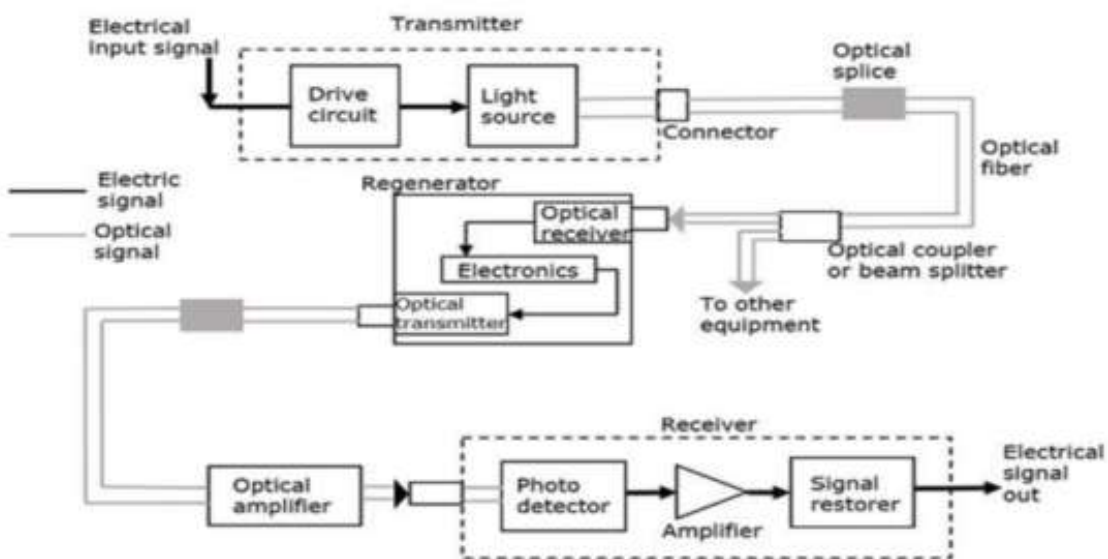 Transmitter
Electrical
input signal
Drive
circuit
Light
source
Connector
Optical
splice
Optical
fiber
Electric
signal
Optical
signal
Regenerator
Optical
receiver
Electronics
Optical
transmitter
Optical coupler
or beam splitter
To other
equipment
Receiver
Optical
amplifier
Photo
detector
Amplifier
Signal
restorer
Electrical
signal
out